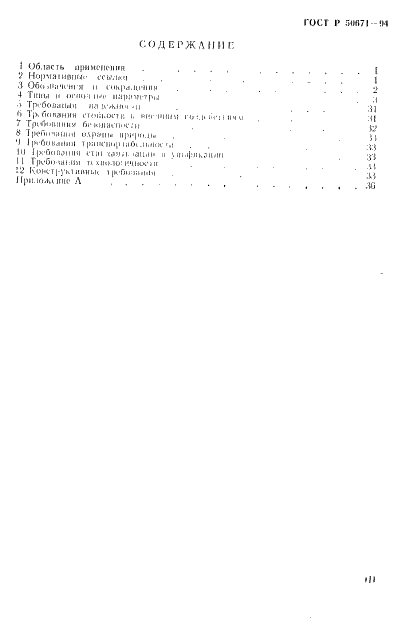 ГОСТ Р 50671—94
СОДЕРЖАНИЕ
1 Область применения . . . . . . . . . 1
2 Нормативные ссылки . . . . . . . . . 1
3 Обозначения и сокращения . . . . . . . 2
4 Типы и основные параметры . . . . . . 3
5 Требования надежности . . . . . . . 31
6 Требования стойкости к внешним воздействиям . . . 31
7 Требования безопасности . . . . . . 32
8 Требования охраны природы . . . . . . 33
9 Требования транспортабельности . . . . . 33
10 Требования стандартизации и унификации . . . 33
11 Требования технологичности . . . . . . 33
12 Конструктивные требования . . . . . . 33
Приложение А . . . . . . . . . . . 36
III